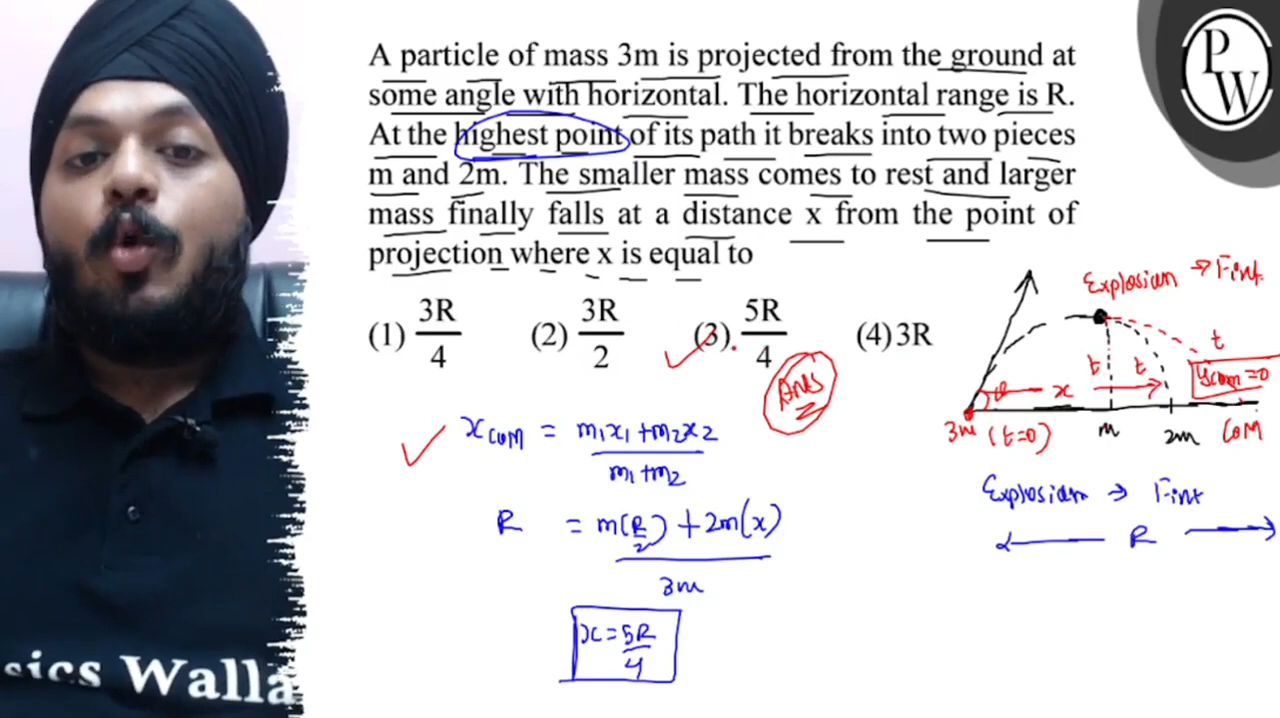 A particle of mass 3m is projected from the ground at
some angle with horizontal. The horizontal range is R.
At the highest point of its path it breaks into two pieces
m and 2m. The smaller mass comes to rest and larger
mass finally falls at a distance x from the point of
projection where x is equal to
(1) 3R/4 (2) 3R/2 (3). 5R/4 (4) 3R
Ans
xCOM = m1x1 + m2x2
m1 + m2
R = m(R/2) + 2m(x)
3m
x = 5R/4
Explosion → Fint.
t
t t
yCOM = 0
θ x
3m (t=0) m 2m COM
Explosion → Fint
R
P
W
sics Walla